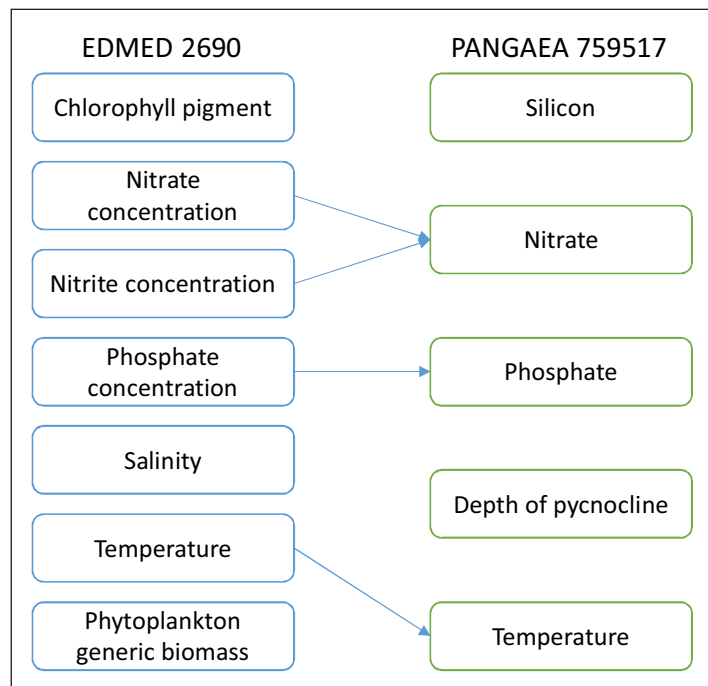 EDMED 2690
Chlorophyll pigment
Nitrate
concentration
Nitrite concentration
Phosphate
concentration
Salinity
Temperature
Phytoplankton
generic biomass
PANGAEA 759517
Silicon
Nitrate
Phosphate
Depth of pycnocline
Temperature